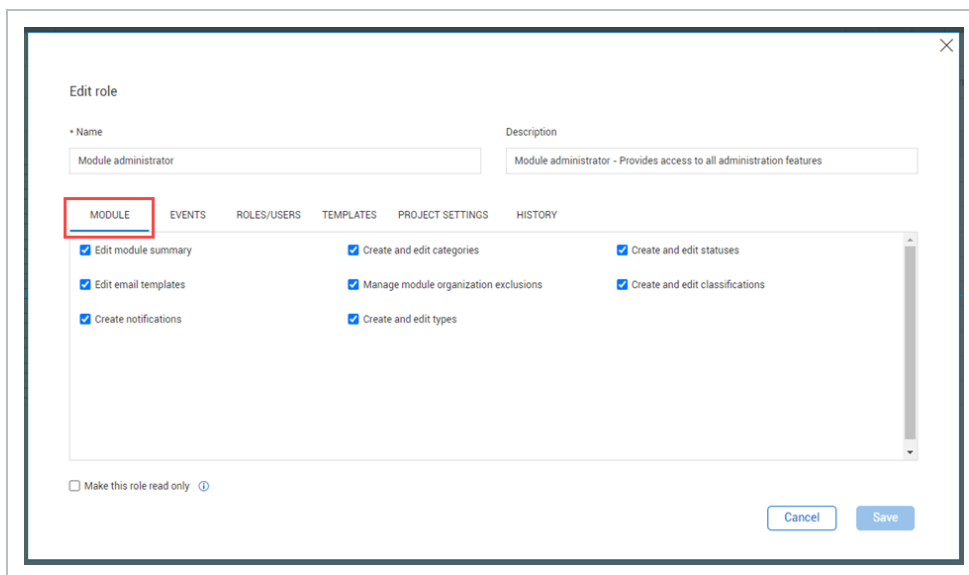 Edit role
* Name
Description
Module administrator
Module administrator - Provides access to all administration features
MODULE EVENTS ROLES/USERS TEMPLATES PROJECT SETTINGS HISTORY
Edit module summary Create and edit categories Create and edit statuses
Edit email templates Manage module organization exclusions Create and edit classifications
Create notifications Create and edit types
Make this role read only
Cancel Save